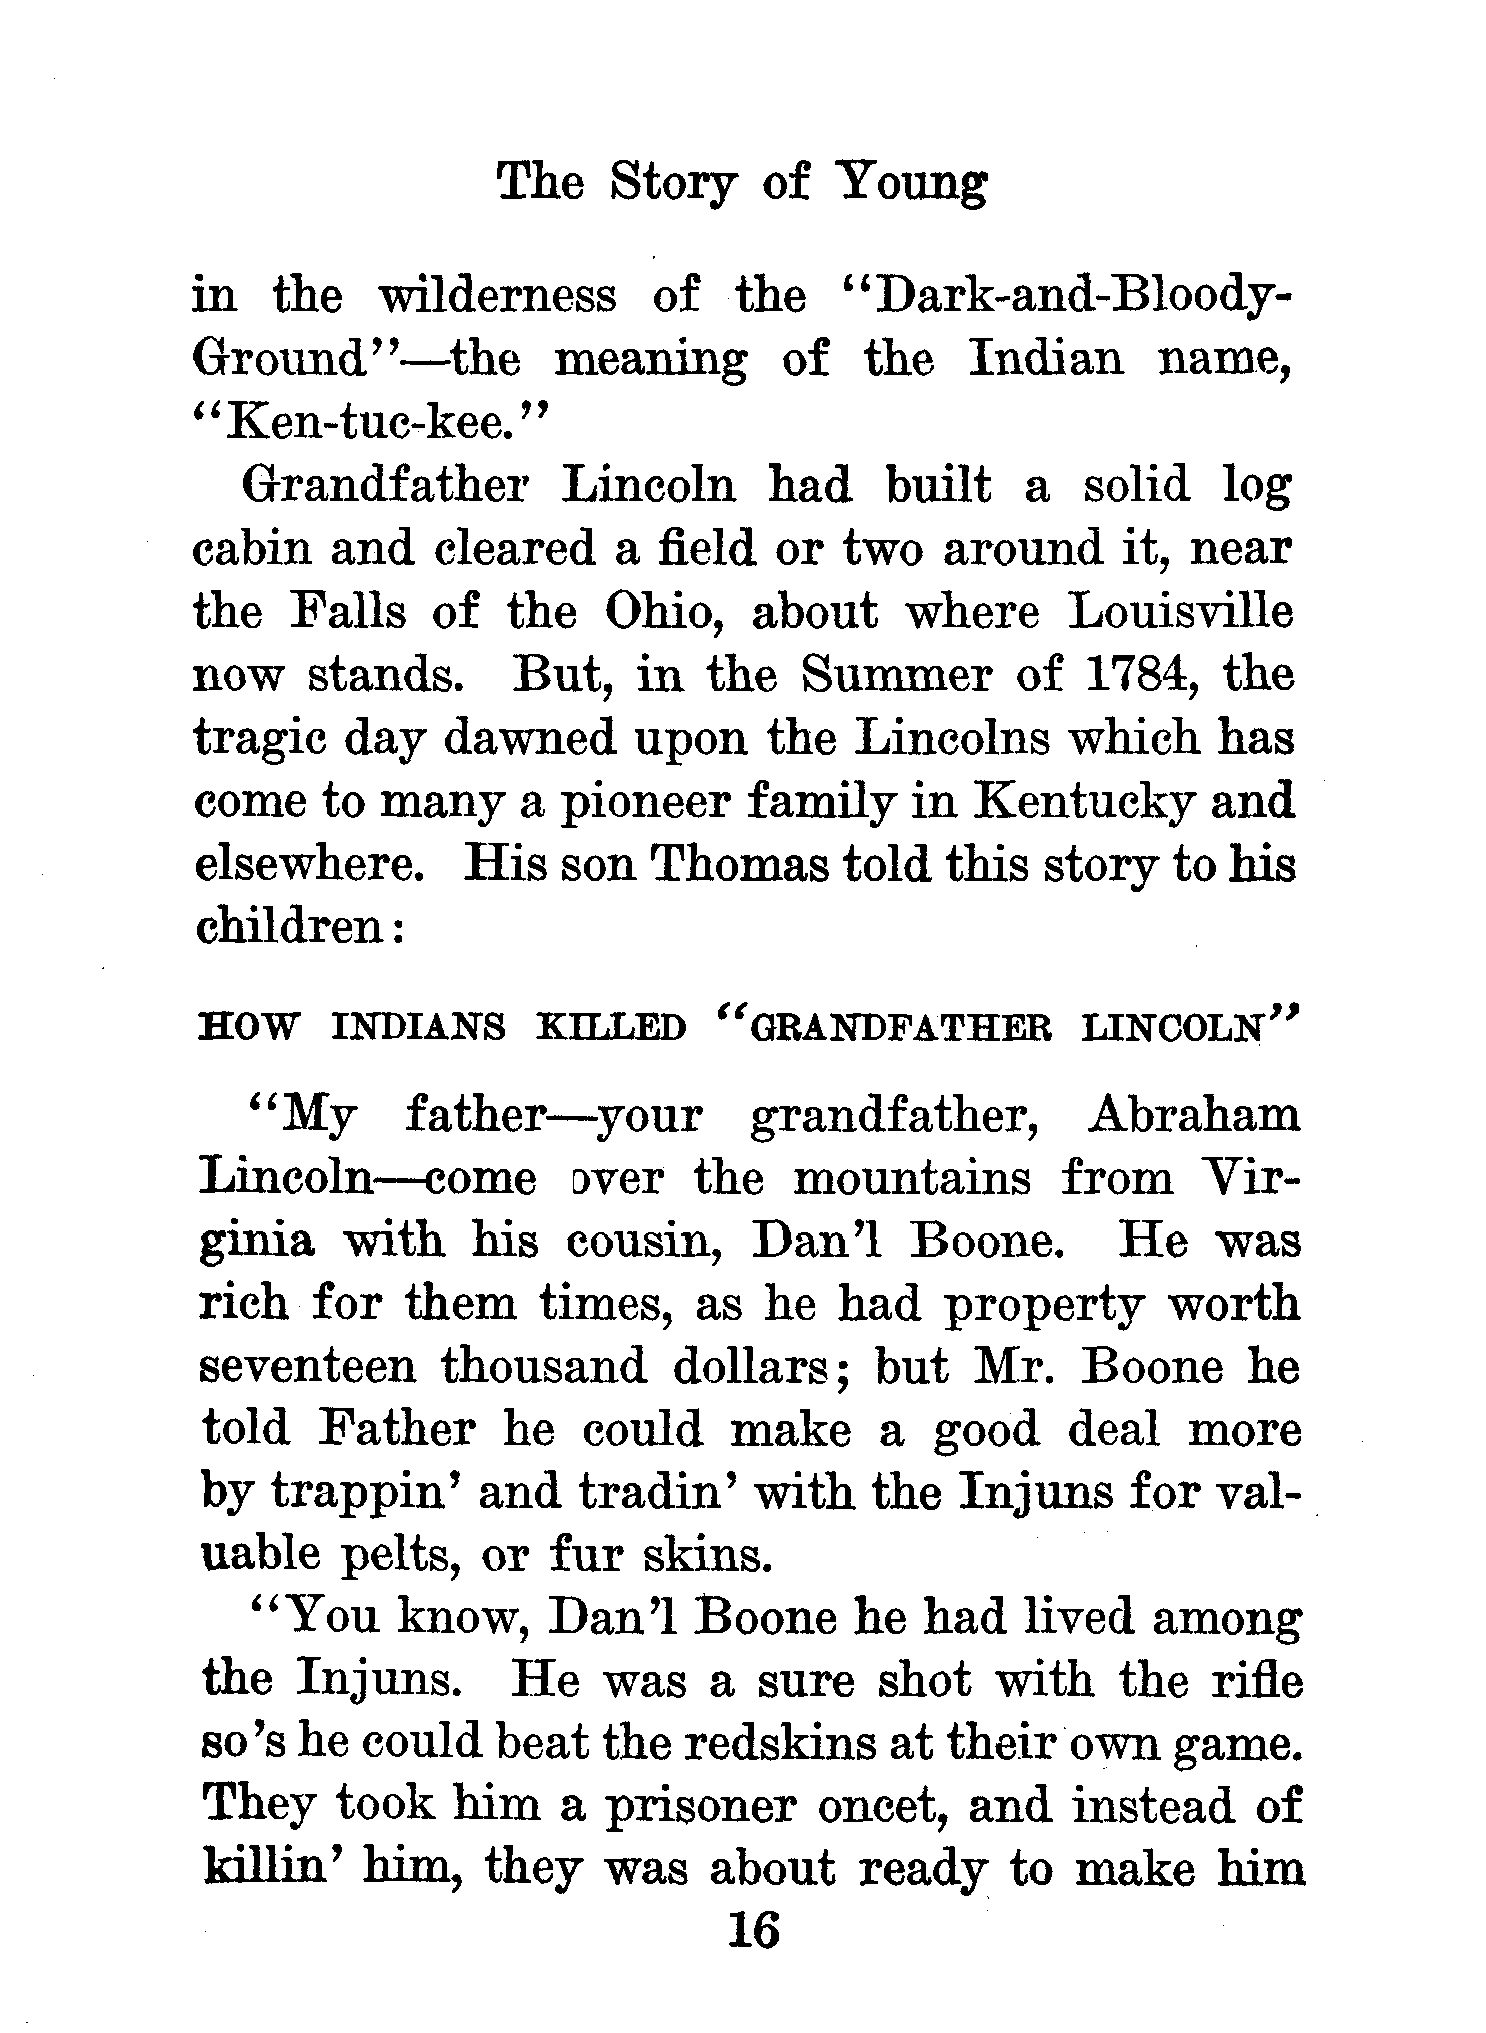 The Story of Young
in the wilderness of the "Dark-and-Bloody-
Ground"—the meaning of the Indian name,
"Ken-tuc-kee."
Grandfather Lincoln had built a solid log
cabin and cleared a field or two around it, near
the Falls of the Ohio, about where Louisville
now stands. But, in the Summer of 1784, the
tragic day dawned upon the Lincolns which has
come to many a pioneer family in Kentucky and
elsewhere. His son Thomas told this story to his
children:
HOW INDIANS KILLED "GRANDFATHER LINCOLN"
"My father—your grandfather, Abraham
Lincoln—come over the mountains from Vir-
ginia with his cousin, Dan'l Boone. He was
rich for them times, as he had property worth
seventeen thousand dollars; but Mr. Boone he
told Father he could make a good deal more
by trappin' and tradin' with the Injuns for val-
uable pelts, or fur skins.
"You know, Dan'l Boone he had lived among
the Injuns. He was a sure shot with the rifle
so's he could beat the redskins at their own game.
They took him a prisoner oncet, and instead of
killin' him, they was about ready to make him
16